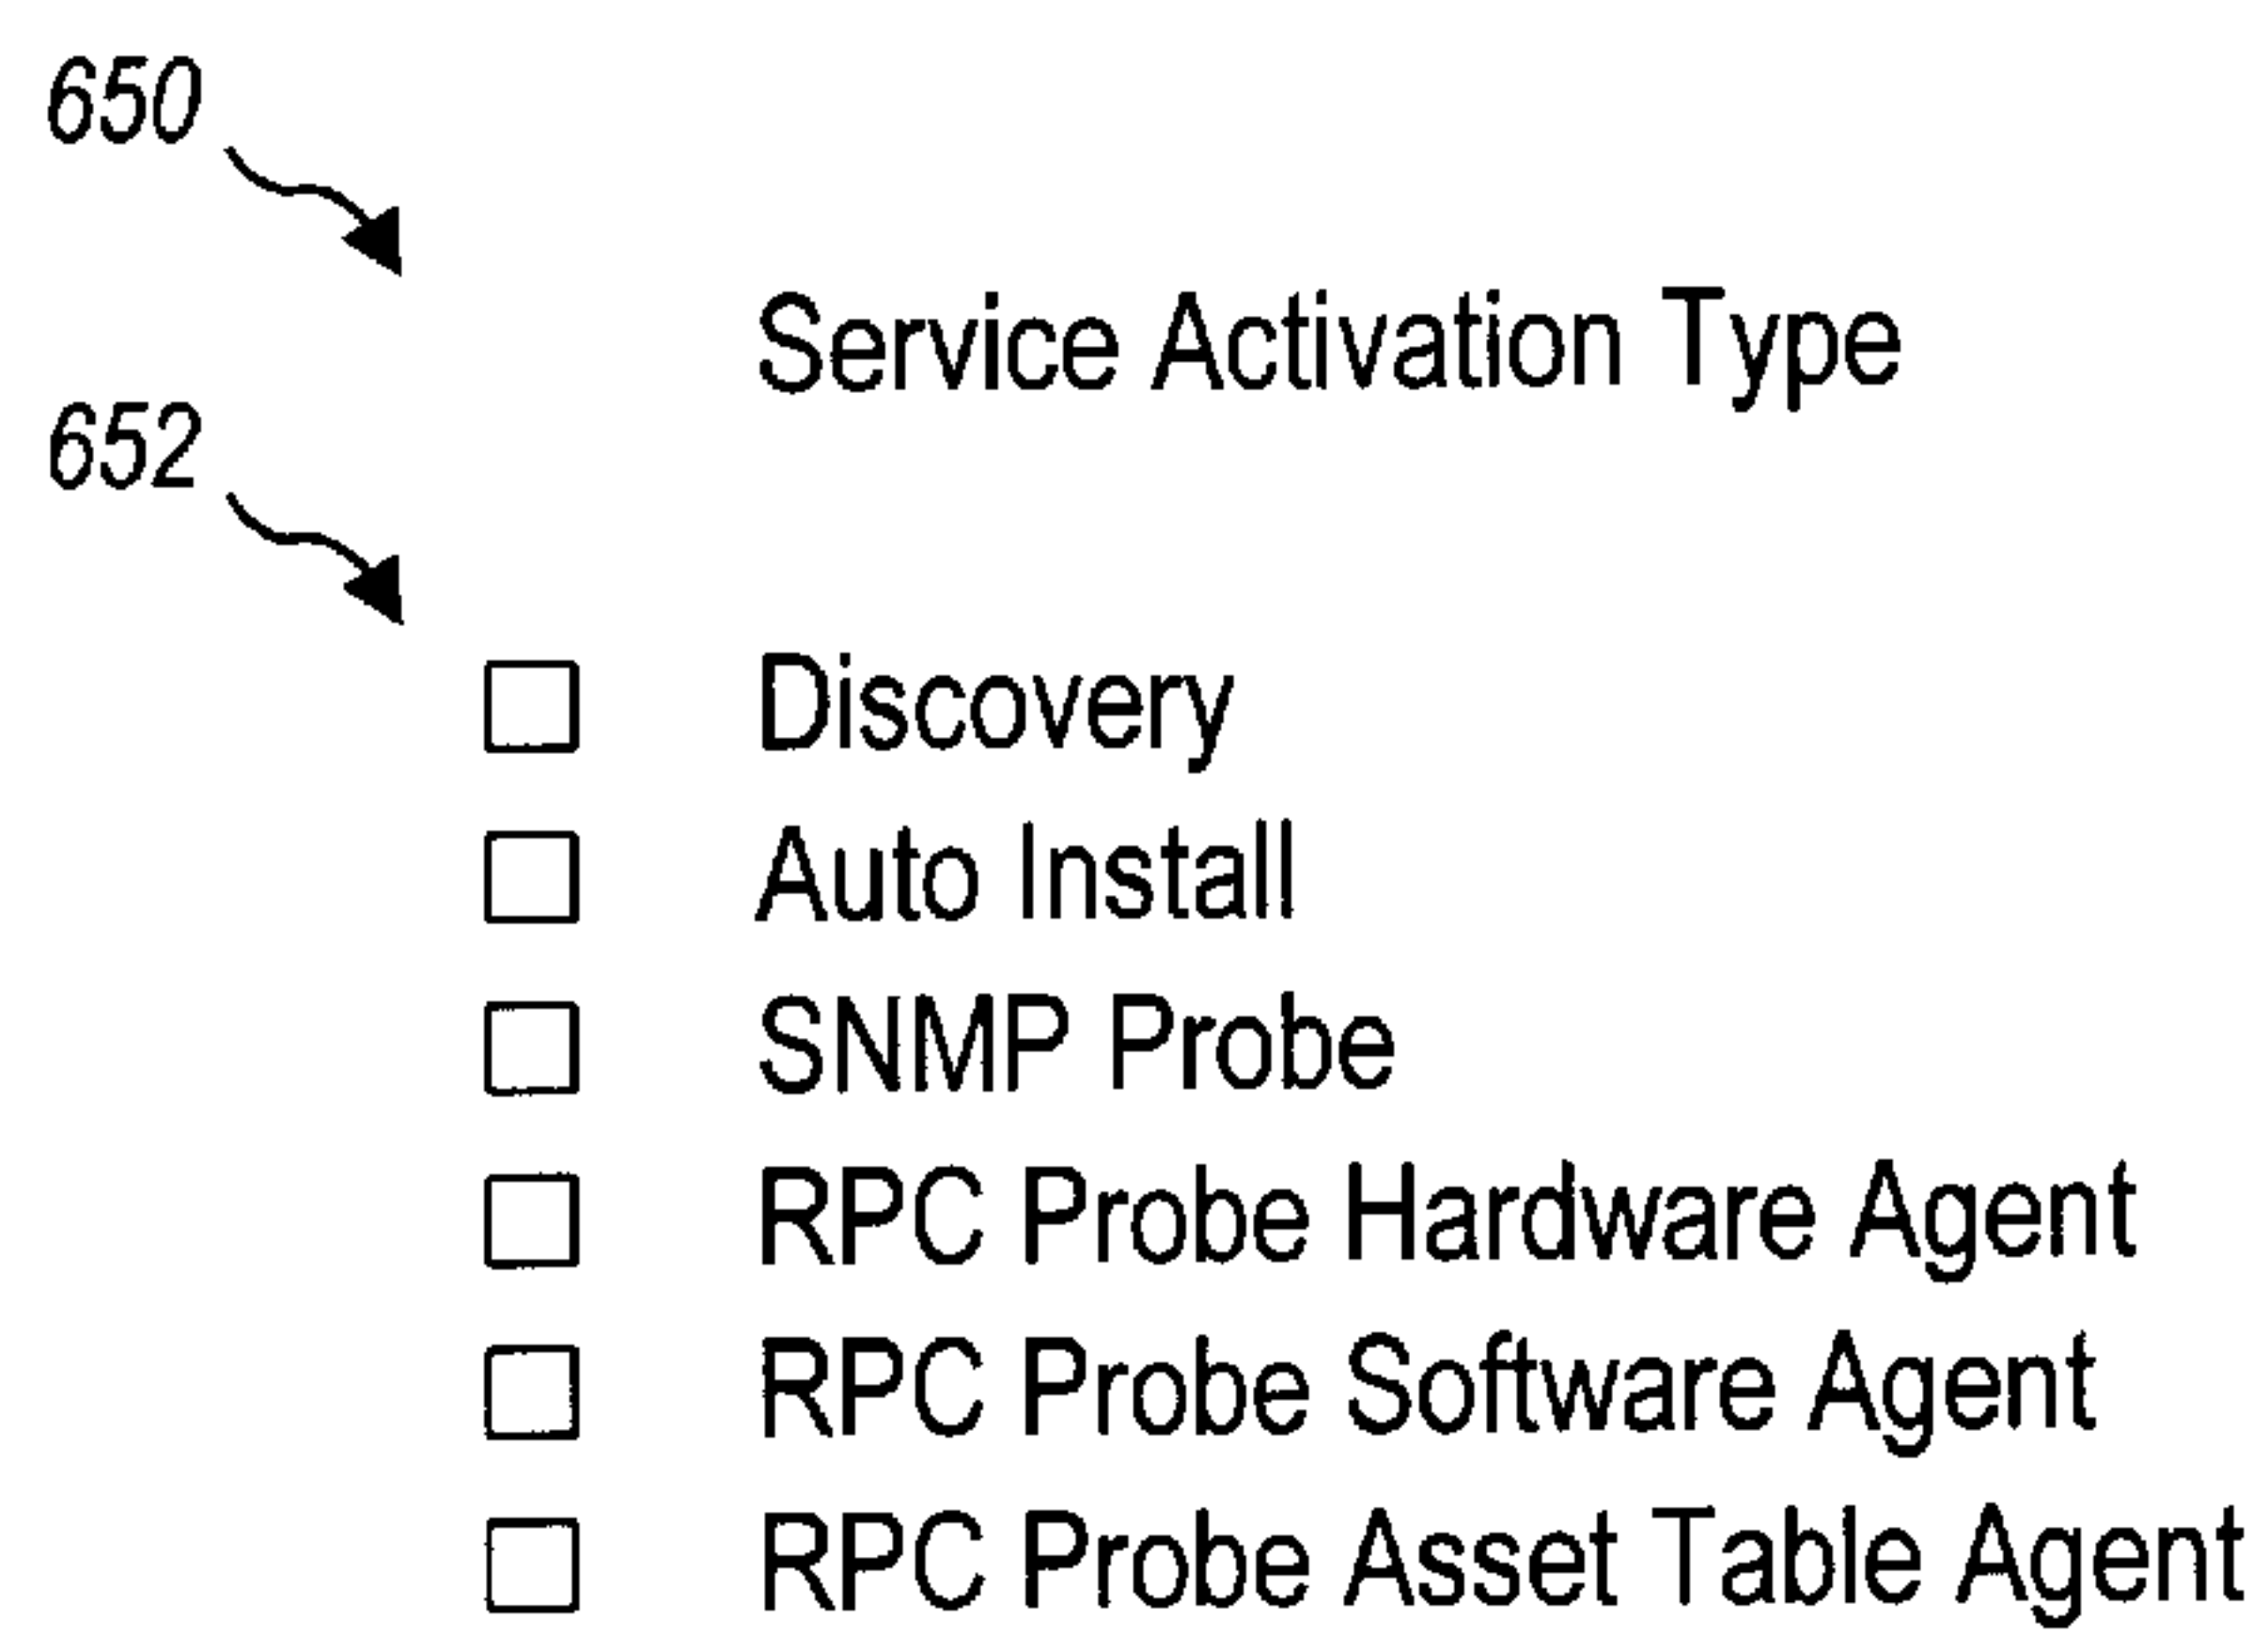 650
Service Activation Type
652
Discovery
Auto Install
SNMP Probe
RPC Probe Hardware Agent
RPC Probe Software Agent
RPC Probe Asset Table Agent